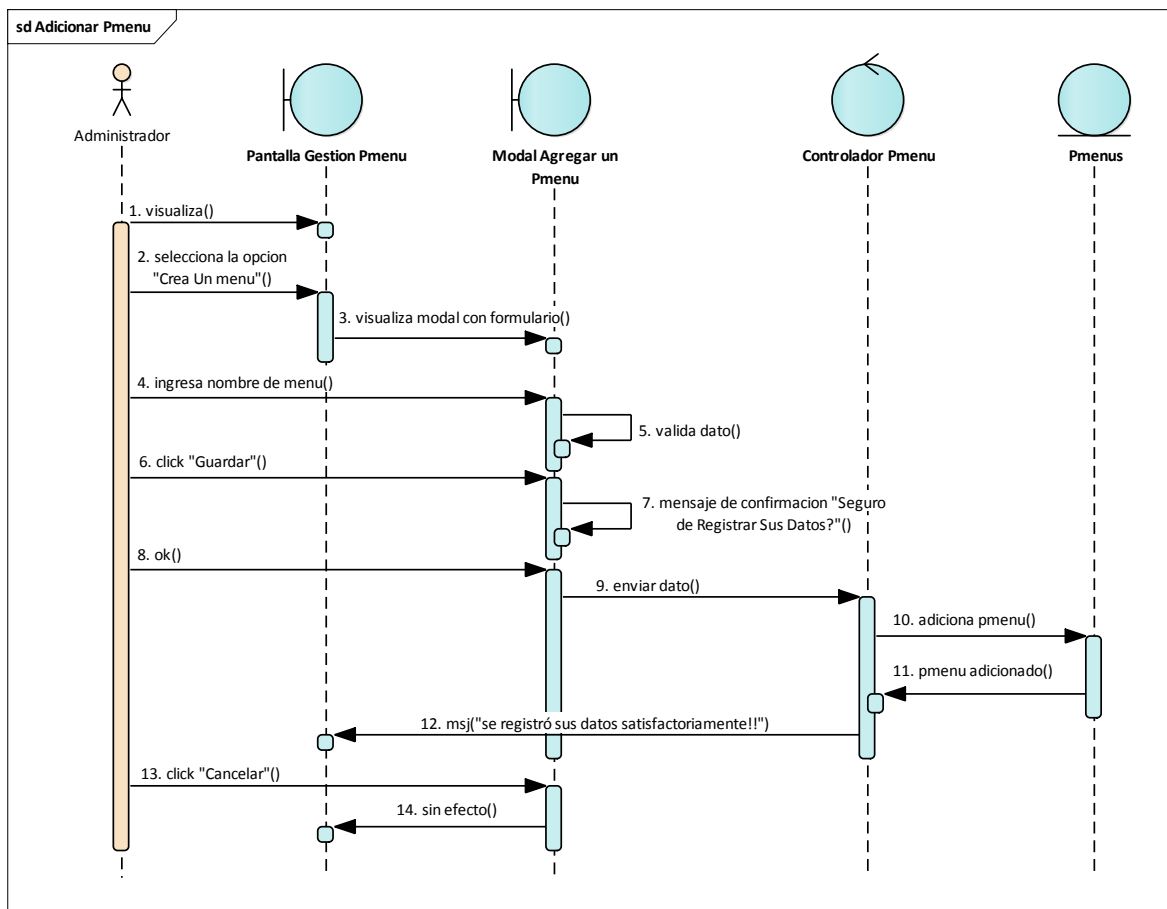 sd Adicionar Pmenu
Administrador
Pantalla Gestion Pmenu
Modal Agregar un
Pmenu
Controlador Pmenu
Pmenus
1. visualiza()
2. selecciona la opcion
"Crea Un menu"()
3. visualiza modal con formulario()
4. ingresa nombre de menu()
5. valida dato()
6. click "Guardar"()
7. mensaje de confirmacion "Seguro
de Registrar Sus Datos?"()
8. ok()
9. enviar dato()
10. adiciona pmenu()
11. pmenu adicionado()
12. msj("se registró sus datos satisfactoriamente!!")
13. click "Cancelar"()
14. sin efecto()